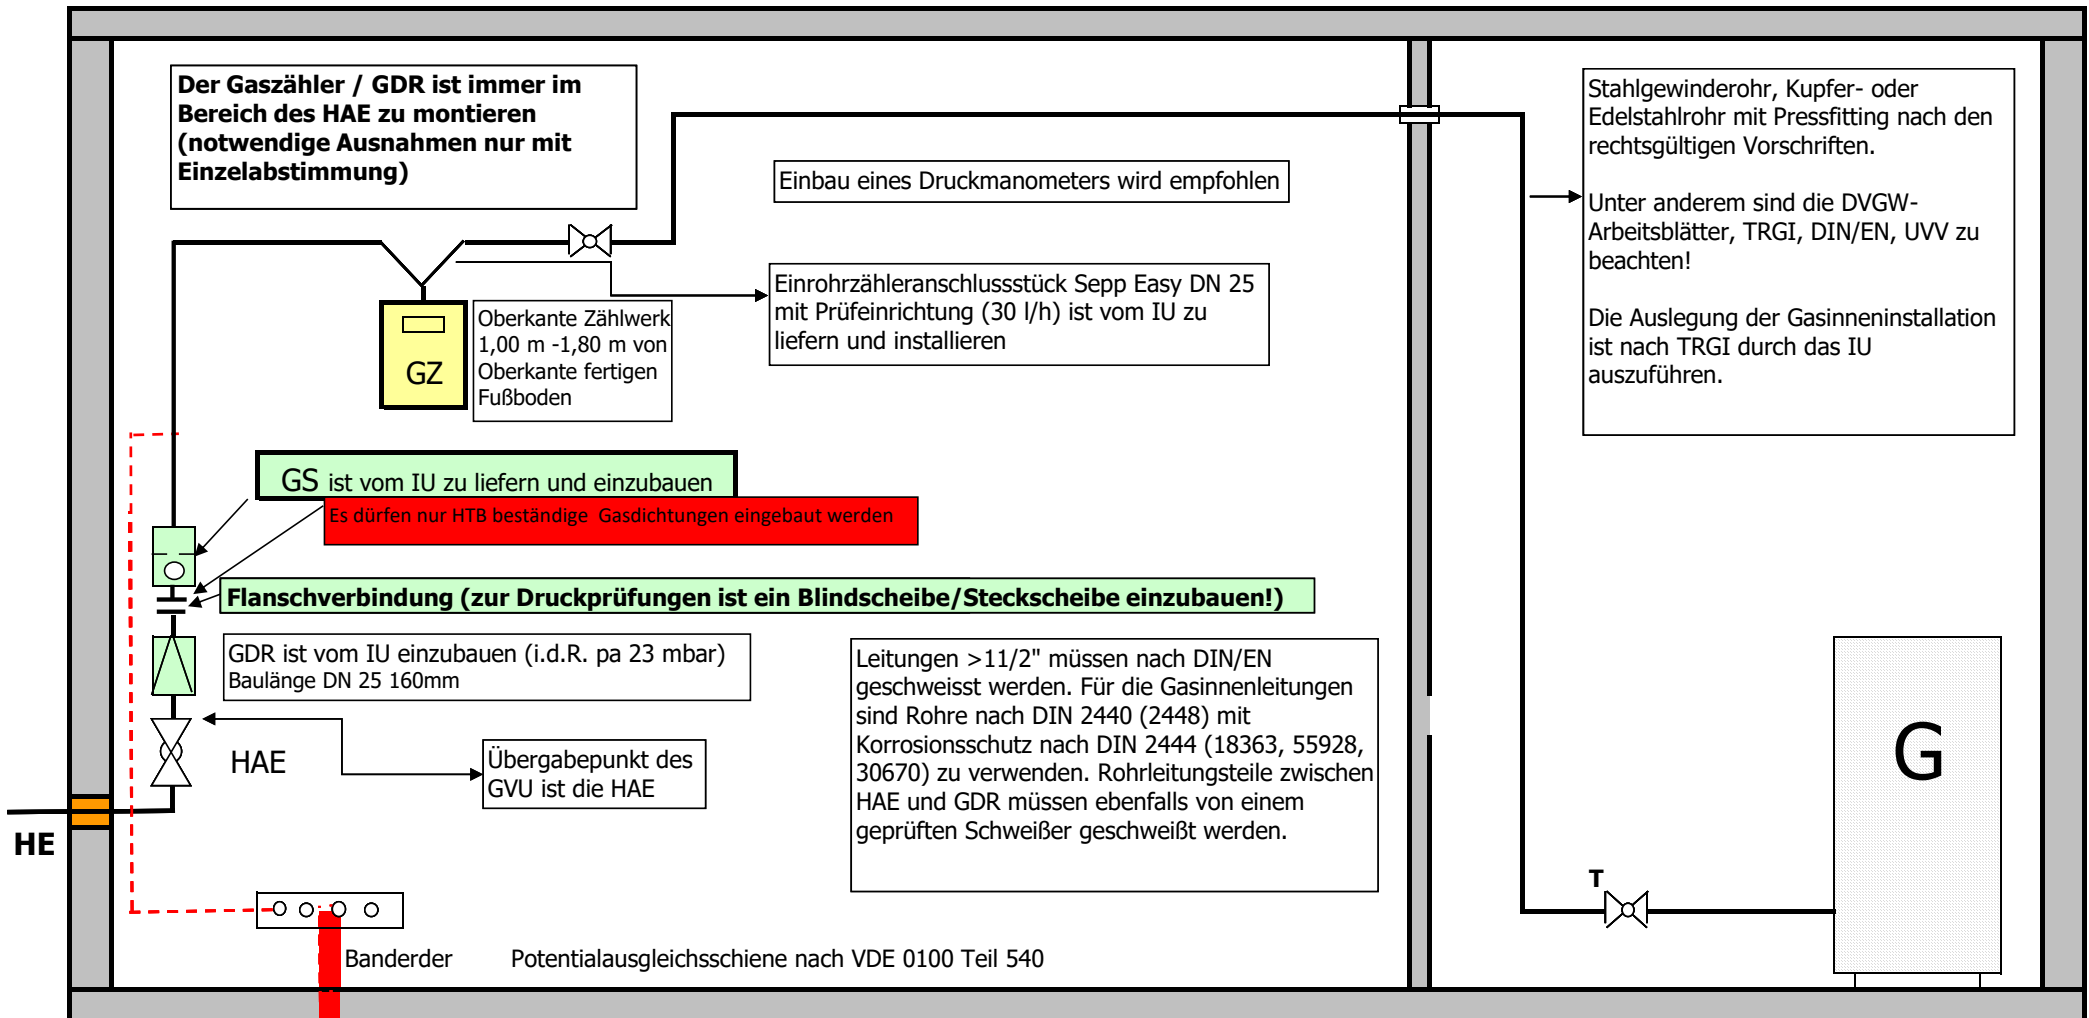 Der Gaszähler / GDR ist immer im
Bereich des HAE zu montieren
(notwendige Ausnahmen nur mit
Einzelabstimmung)
Einbau eines Druckmanometers wird empfohlen
Stahlgewinderohr, Kupfer- oder
Edelstahlrohr mit Pressfitting nach den
rechtsgültigen Vorschriften.
Unter anderem sind die DVGW-
Arbeitsblätter, TRGI, DIN/EN, UVV zu
beachten!
Die Auslegung der Gasinneninstallation
ist nach TRGI durch das IU
auszuführen.
Einrohrzähleranschlussstück Sepp Easy DN 25
mit Prüfeinrichtung (30 l/h) ist vom IU zu
liefern und installieren
GZ
Oberkante Zählwerk
1,00 m -1,80 m von
Oberkante fertigen
Fußboden
GS ist vom IU zu liefern und einzubauen
Es dürfen nur HTB beständige  Gasdichtungen eingebaut werden
Flanschverbindung (zur Druckprüfungen ist ein Blindscheibe/Steckscheibe einzubauen!)
GDR ist vom IU einzubauen (i.d.R. pa 23 mbar)
Baulänge DN 25 160mm
HAE
Übergabepunkt des
GVU ist die HAE
Leitungen >11/2" müssen nach DIN/EN
geschweisst werden. Für die Gasinnenleitungen
sind Rohre nach DIN 2440 (2448) mit
Korrosionsschutz nach DIN 2444 (18363, 55928,
30670) zu verwenden. Rohrleitungsteile zwischen
HAE und GDR müssen ebenfalls von einem
geprüften Schweißer geschweißt werden.
G
HE
T
Banderder
Potentialausgleichsschiene nach VDE 0100 Teil 540